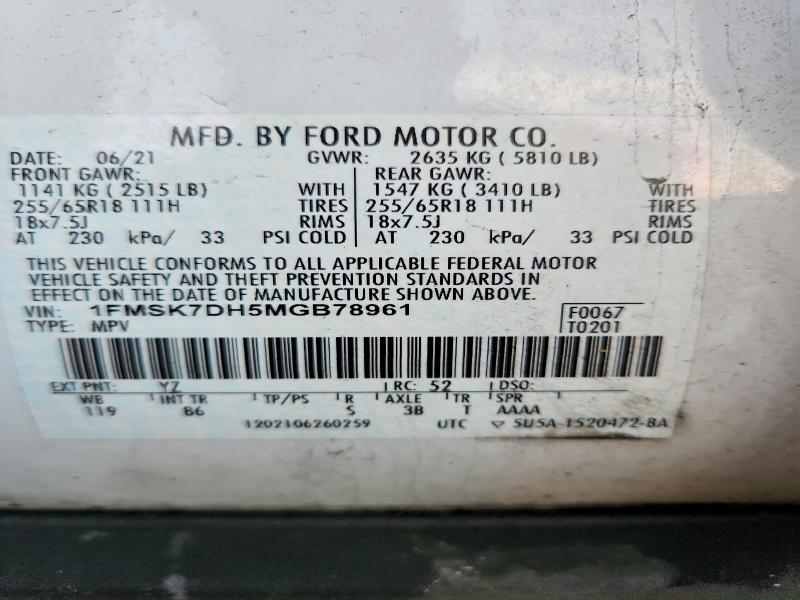 MFD. BY FORD MOTOR CO.
DATE: 06/21 GVWR: 2635 KG ( 5810 LB)
FRONT GAWR: REAR GAWR:
1141 KG ( 2515 LB) WITH 1547 KG ( 3410 LB) WITH
255/65R18 111H TIRES 255/65R18 111H TIRES
18x7.5J RIMS 18x7.5J RIMS
AT 230 kPa/ 33 PSI COLD AT 230 kPa/ 33 PSI COLD
THIS VEHICLE CONFORMS TO ALL APPLICABLE FEDERAL MOTOR
VEHICLE SAFETY AND THEFT PREVENTION STANDARDS IN
EFFECT ON THE DATE OF MANUFACTURE SHOWN ABOVE.
VIN: 1FMSK7DH5MGB78961 F0067
TYPE: MPV T0201
EXT PNT: YZ RC: 52 DSO:
WB INT TR TP/PS R AXLE TR SPR
119 86 S 3B T AAAA
1202106260259 UTC ▽ 5U5A-1520472-BA